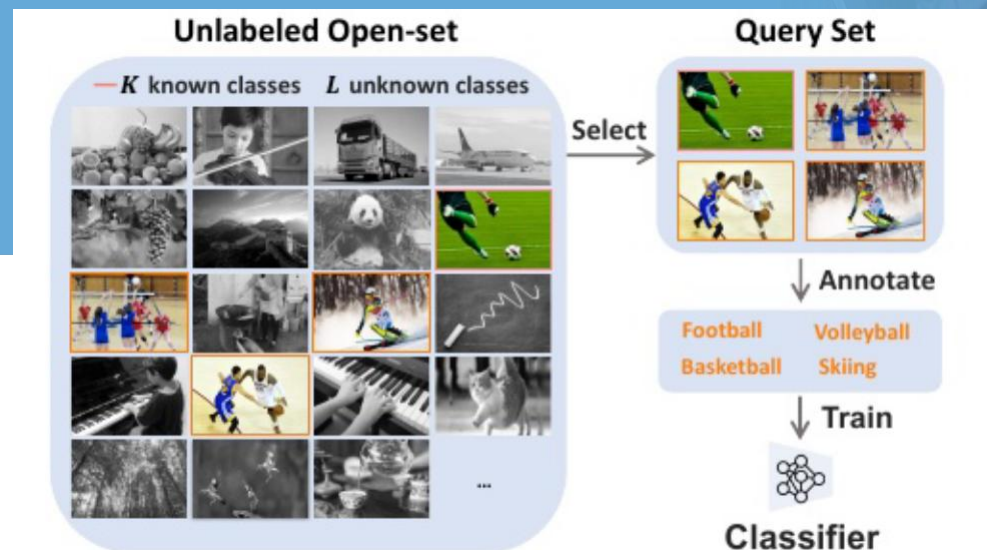 Unlabeled Open-set
K known classes L unknown classes
...
Select
Query Set
Annotate
Football Volleyball
Basketball Skiing
Train
Classifier